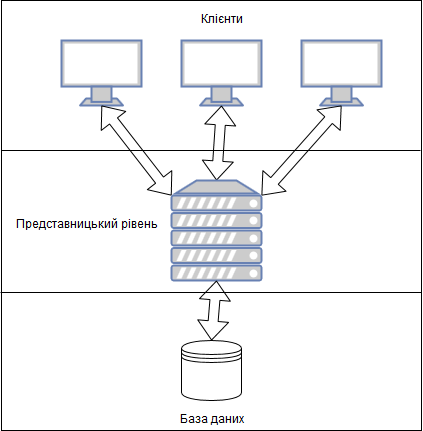 Клієнти
Представницький рівень
База даних